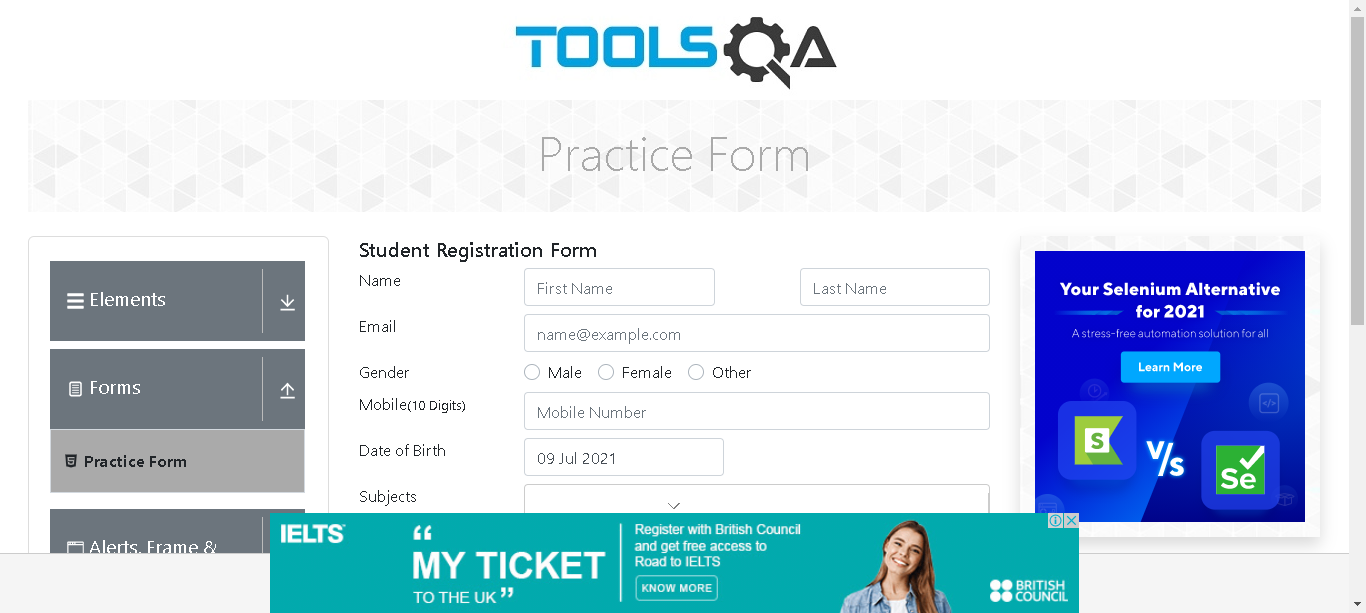 TOOLSQA
Practice Form
Elements
Forms
Practice Form
Alerts, Frame &
Student Registration Form
Name
First Name
Last Name
Email
name@example.com
Gender
Male
Female
Other
Mobile(10 Digits)
Mobile Number
Date of Birth
09 Jul 2021
Subjects
Your Selenium Alternative
for 2021
A stress-free automation solution for all
Learn More
S
V/s
Se
IELTS™
“
MY TICKET
TO THE UK ”
Register with British Council
and get free access to
Road to IELTS
KNOW MORE
BRITISH
COUNCIL